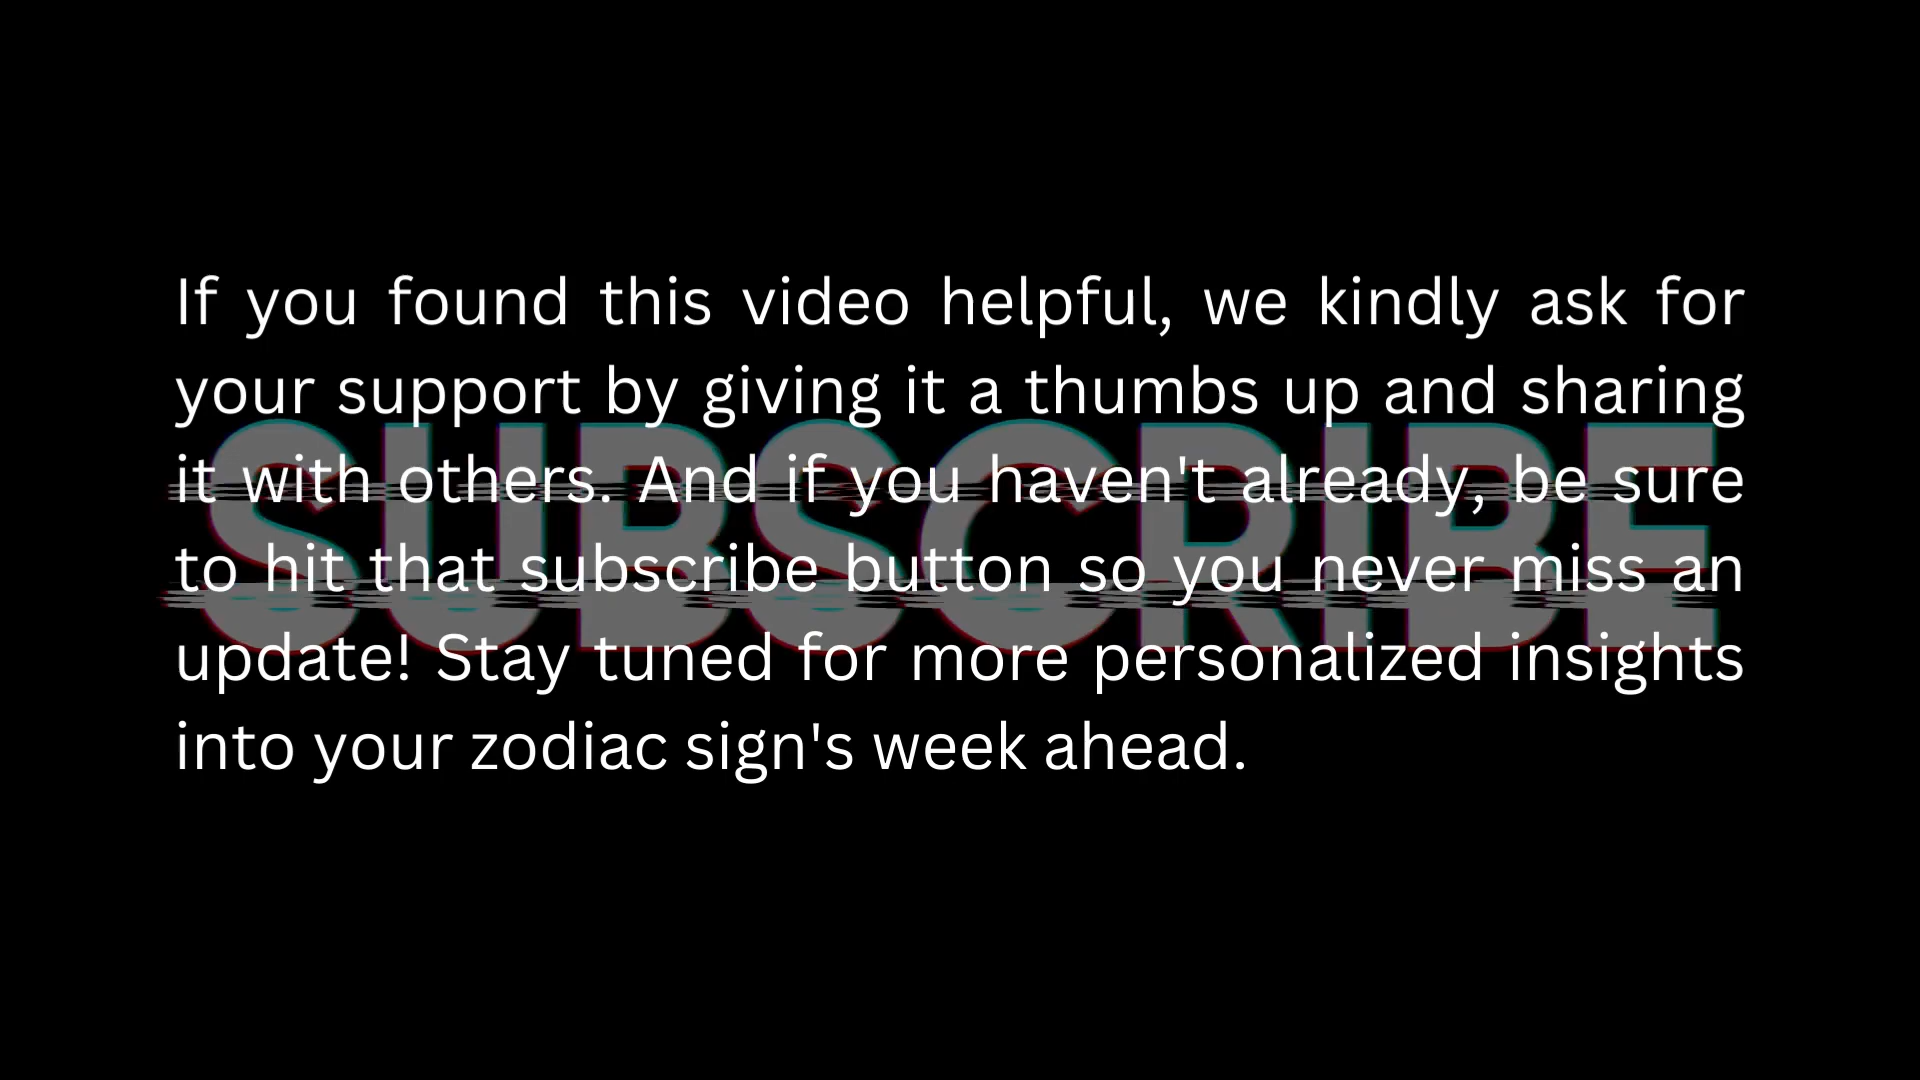 If you found this video helpful, we kindly ask for
your support by giving it a thumbs up and sharing
it with others. And if you haven't already, be sure
to hit that subscribe button so you never miss an
update! Stay tuned for more personalized insights
into your zodiac sign's week ahead.
SUBSCRIBE